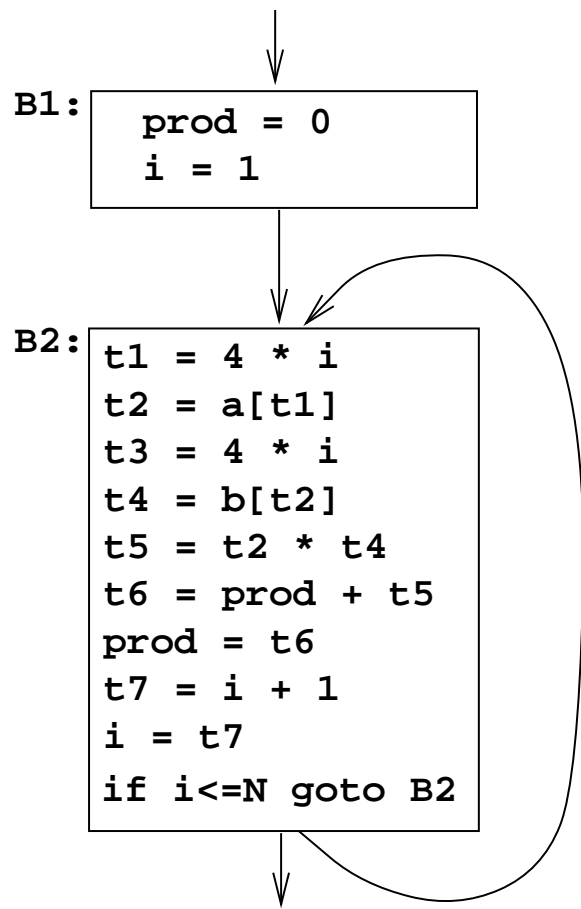 B1:
prod = 0
i = 1
B2:
t1 = 4 * i
t2 = a[t1]
t3 = 4 * i
t4 = b[t2]
t5 = t2 * t4
t6 = prod + t5
prod = t6
t7 = i + 1
i = t7
if i<=N goto B2